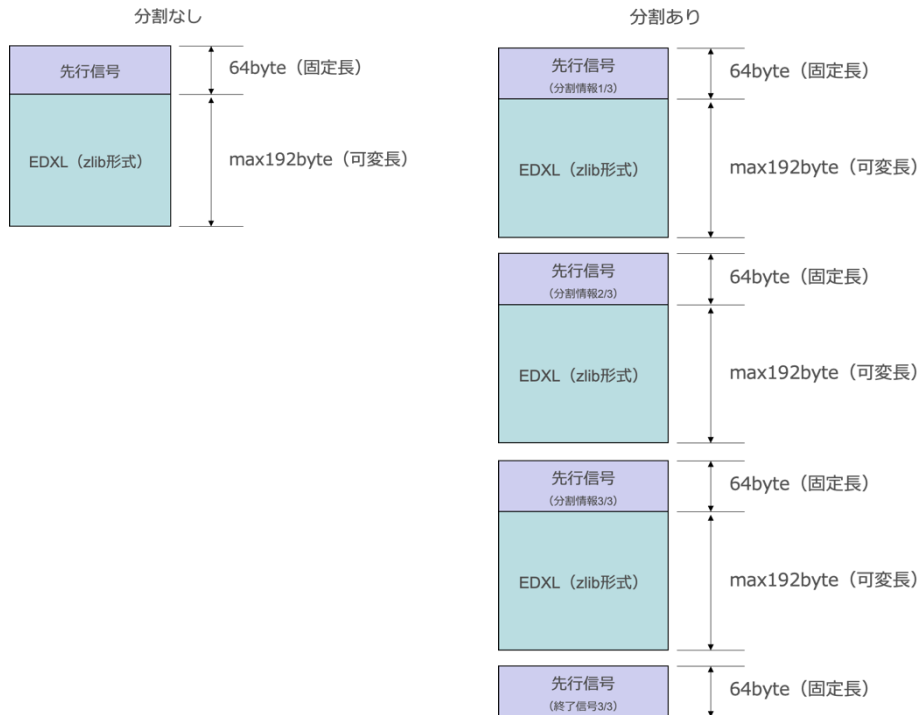 分割なし
先行信号
64byte（固定長）
EDXL（zlib形式）
max192byte（可変長）
分割あり
先行信号
（分割情報1/3）
64byte（固定長）
EDXL（zlib形式）
max192byte（可変長）
先行信号
（分割情報2/3）
64byte（固定長）
EDXL（zlib形式）
max192byte（可変長）
先行信号
（分割情報3/3）
64byte（固定長）
EDXL（zlib形式）
max192byte（可変長）
先行信号
（終了信号3/3）
64byte（固定長）